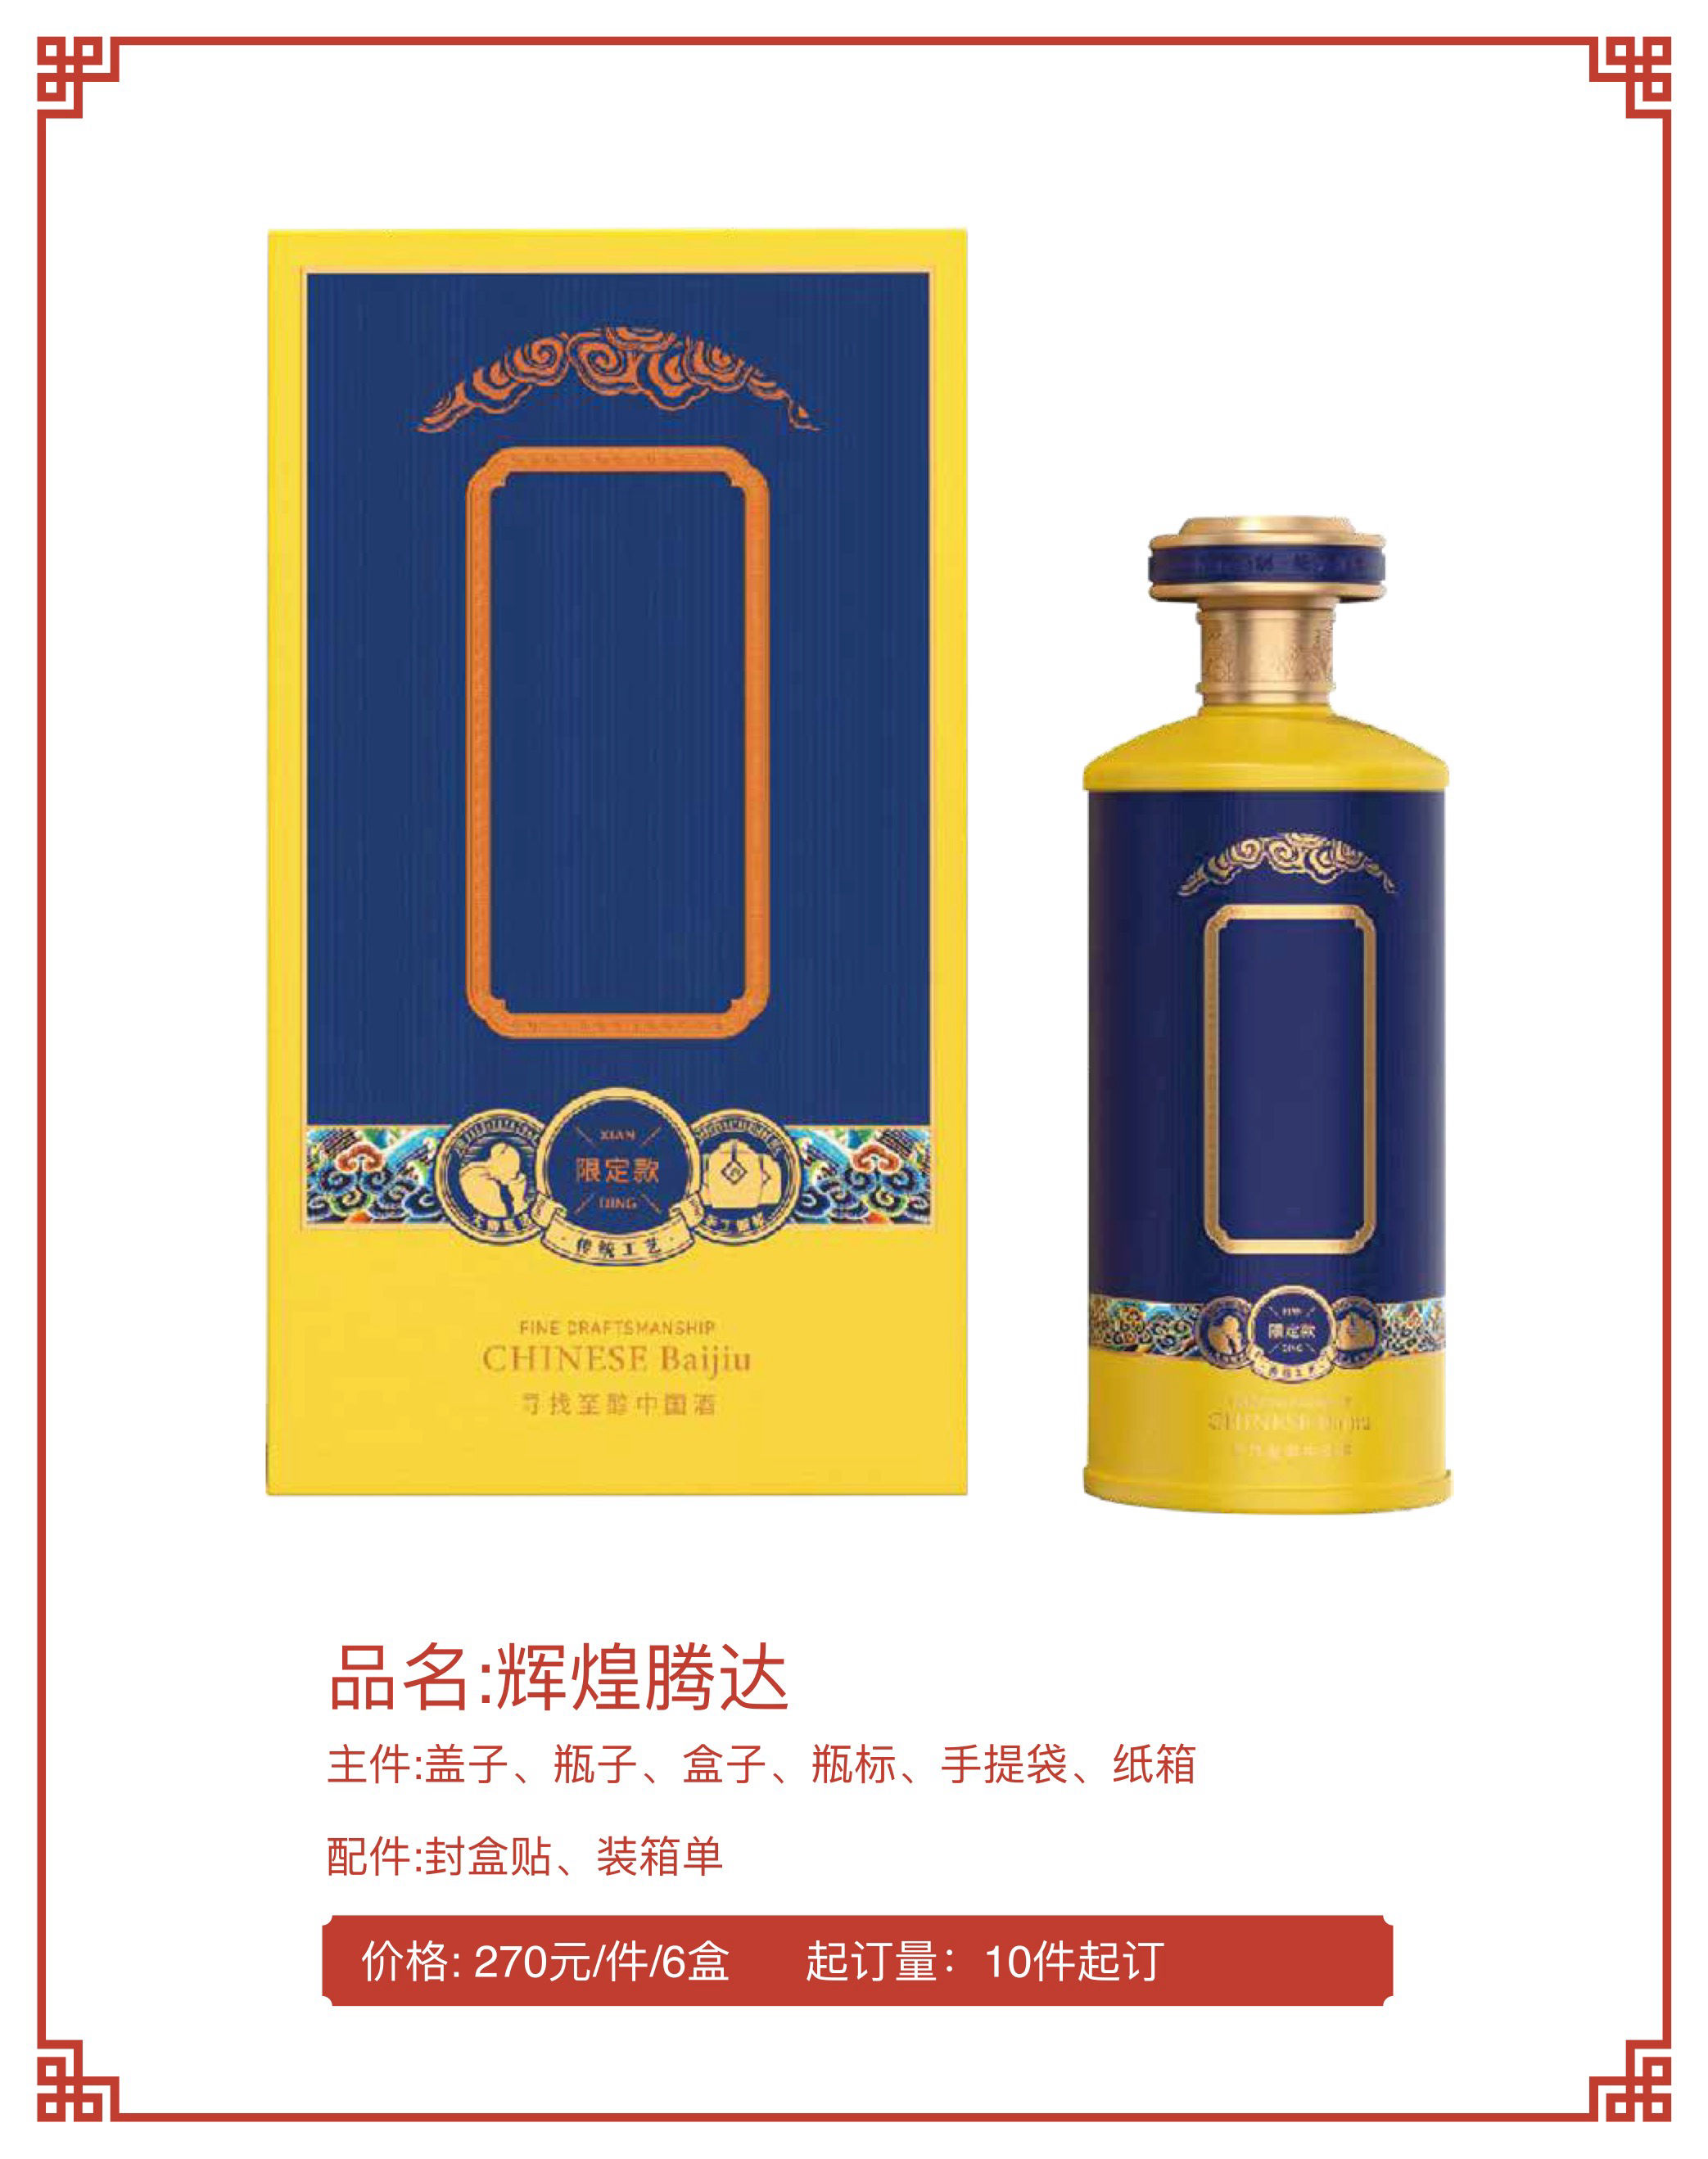 XIAN
限定款
DING
传统工艺
FINE CRAFTSMANSHIP
CHINESE Baijiu
寻找至醇中国酒
限定款
CHINESE Baijiu
品名:辉煌腾达
主件:盖子、瓶子、盒子、瓶标、手提袋、纸箱
配件:封盒贴、装箱单
价格: 270元/件/6盒 起订量：10件起订